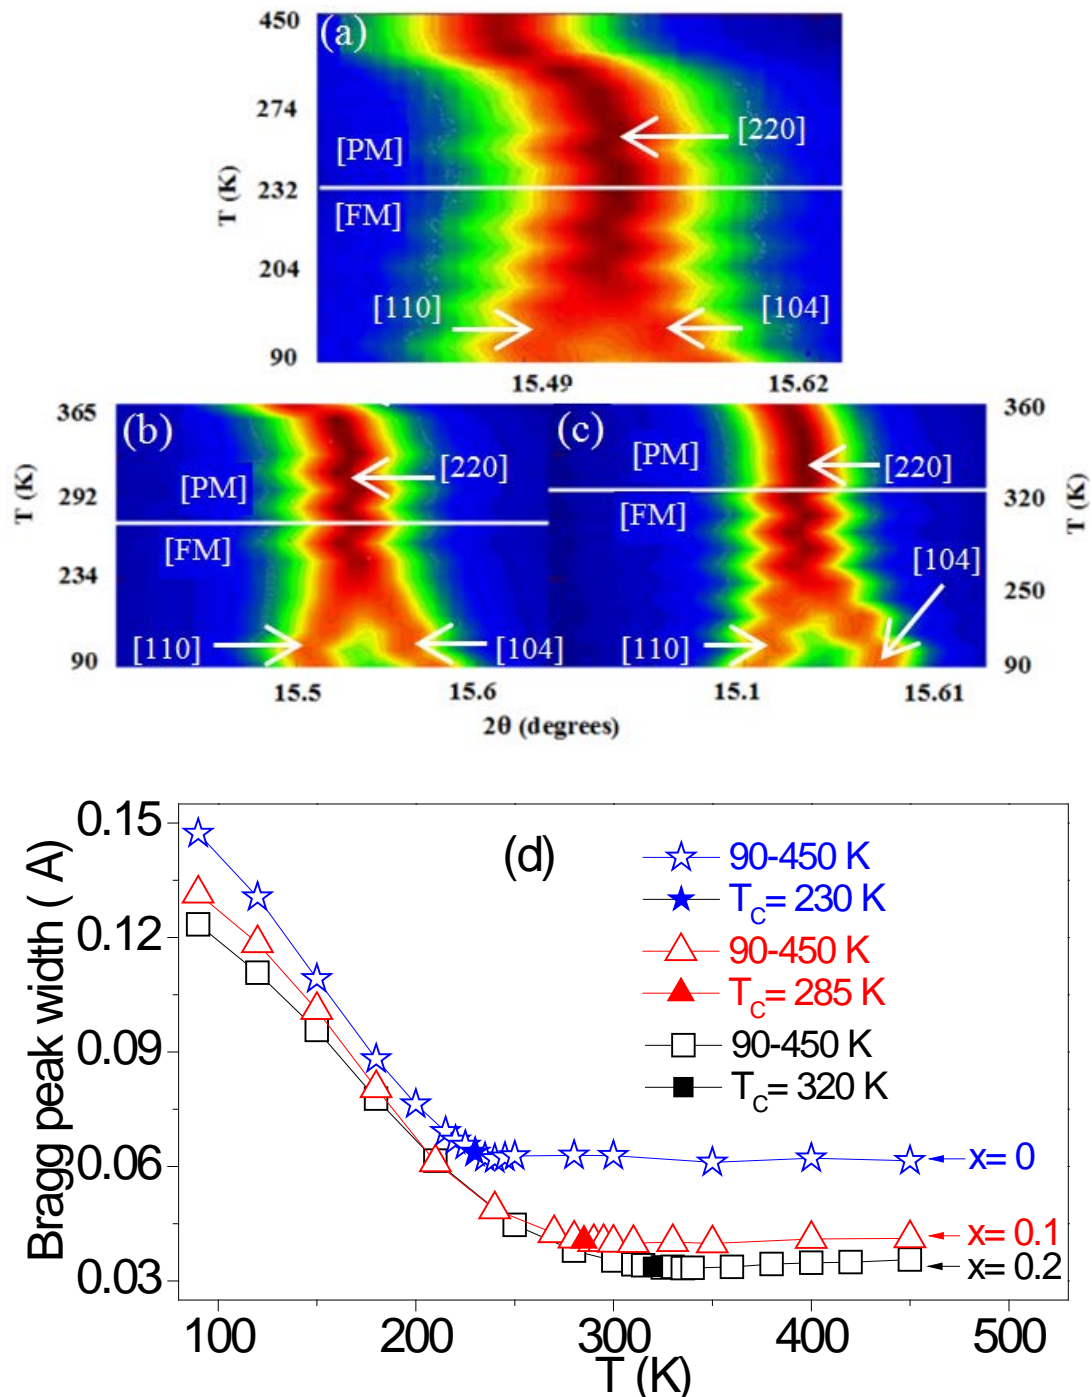 (a)
450
274
232
204
90
T (K)
[PM]
[FM]
[220]
[110]
[104]
15.49 15.62
(b)
365
292
234
90
T (K)
[PM]
[FM]
[220]
[110]
[104]
15.5 15.6
(c)
[PM]
[FM]
[220]
[104]
[110]
360
320
250
90
T (K)
15.1 15.61
2θ (degrees)
(d)
0.15
0.12
0.09
0.06
0.03
Bragg peak width ( A)
90-450 K
TC= 230 K
90-450 K
TC= 285 K
90-450 K
TC= 320 K
x= 0
x= 0.1
x= 0.2
100 200 300 400 500
T (K)